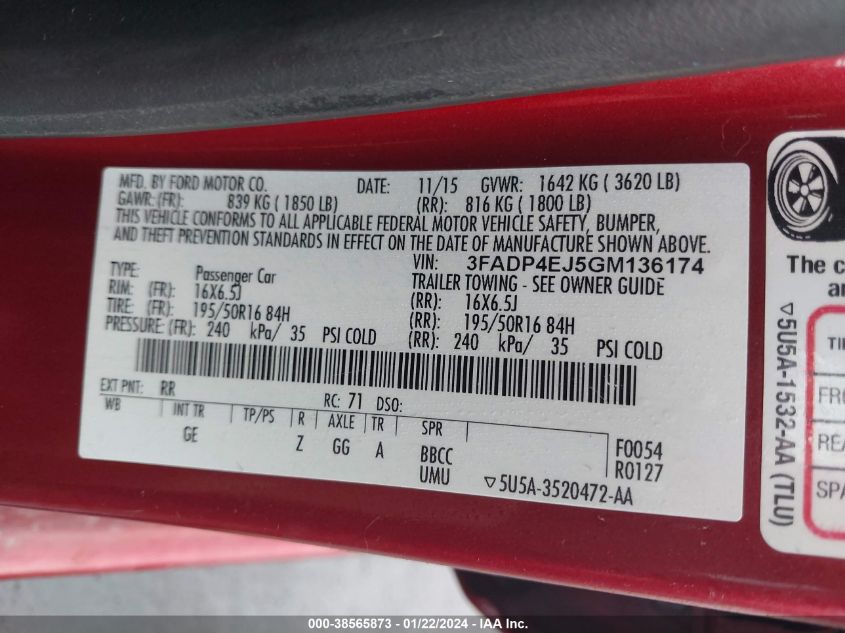 MFD. BY FORD MOTOR CO. DATE: 11/15 GVWR: 1642 KG ( 3620 LB)
GAWR: (FR): 839 KG ( 1850 LB) (RR): 816 KG ( 1800 LB)
THIS VEHICLE CONFORMS TO ALL APPLICABLE FEDERAL MOTOR VEHICLE SAFETY, BUMPER,
AND THEFT PREVENTION STANDARDS IN EFFECT ON THE DATE OF MANUFACTURE SHOWN ABOVE.
VIN: 3FADP4EJ5GM136174
TYPE: Passenger Car TRAILER TOWING - SEE OWNER GUIDE
RIM: (FR): 16X6.5J (RR): 16X6.5J
TIRE: (FR): 195/50R16 84H (RR): 195/50R16 84H
PRESSURE: (FR): 240 kPa/ 35 PSI COLD (RR): 240 kPa/ 35 PSI COLD
EXT PNT: RR RC: 71 DSO:
WB INT TR TP/PS R AXLE TR SPR
GE Z GG A BBCC F0054
UMU R0127
▽5U5A-3520472-AA
The c
an
TI
FRO
REA
SPA
▽5U5A-1532-AA (TLU)
000-38565873 - 01/22/2024 - IAA Inc.